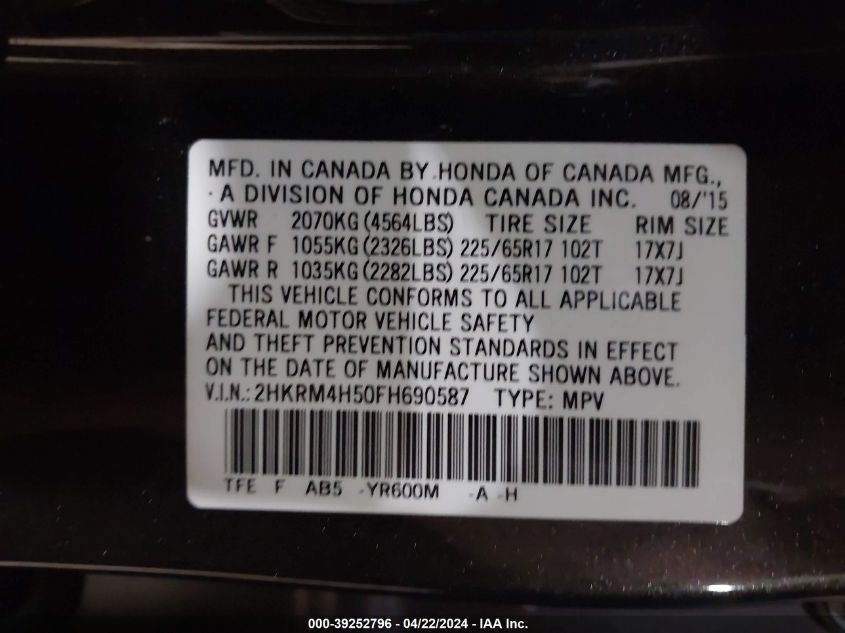 MFD. IN CANADA BY HONDA OF CANADA MFG.,
A DIVISION OF HONDA CANADA INC. 08/'15
GVWR 2070KG (4564LBS) TIRE SIZE RIM SIZE
GAWR F 1055KG (2326LBS) 225/65R17 102T 17X7J
GAWR R 1035KG (2282LBS) 225/65R17 102T 17X7J
THIS VEHICLE CONFORMS TO ALL APPLICABLE
FEDERAL MOTOR VEHICLE SAFETY
AND THEFT PREVENTION STANDARDS IN EFFECT
ON THE DATE OF MANUFACTURE SHOWN ABOVE.
V.I.N.: 2HKRM4H50FH690587 TYPE: MPV
TFE F AB5 -YR600M -A -H
000-39252796 - 04/22/2024 - IAA Inc.